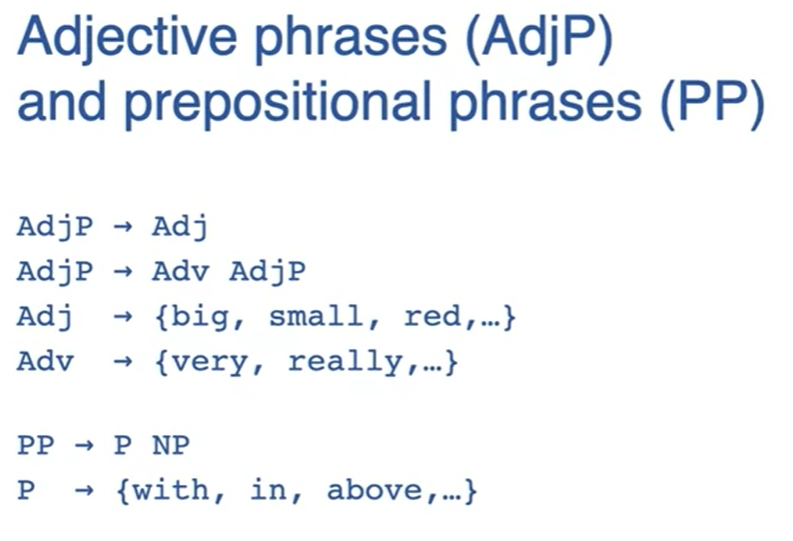 Adjective phrases (AdjP)
and prepositional phrases (PP)
AdjP → Adj
AdjP → Adv AdjP
Adj → {big, small, red,…}
Adv → {very, really,…}
PP → P NP
P → {with, in, above,…}